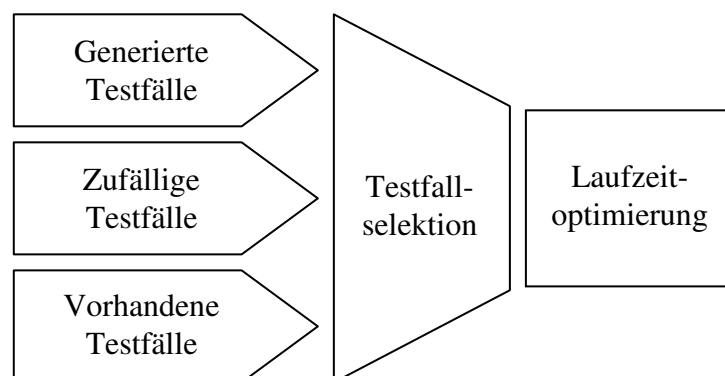 Generierte
Testfälle
Zufällige
Testfälle
Vorhandene
Testfälle
Testfall-
selektion
Laufzeit-
optimierung